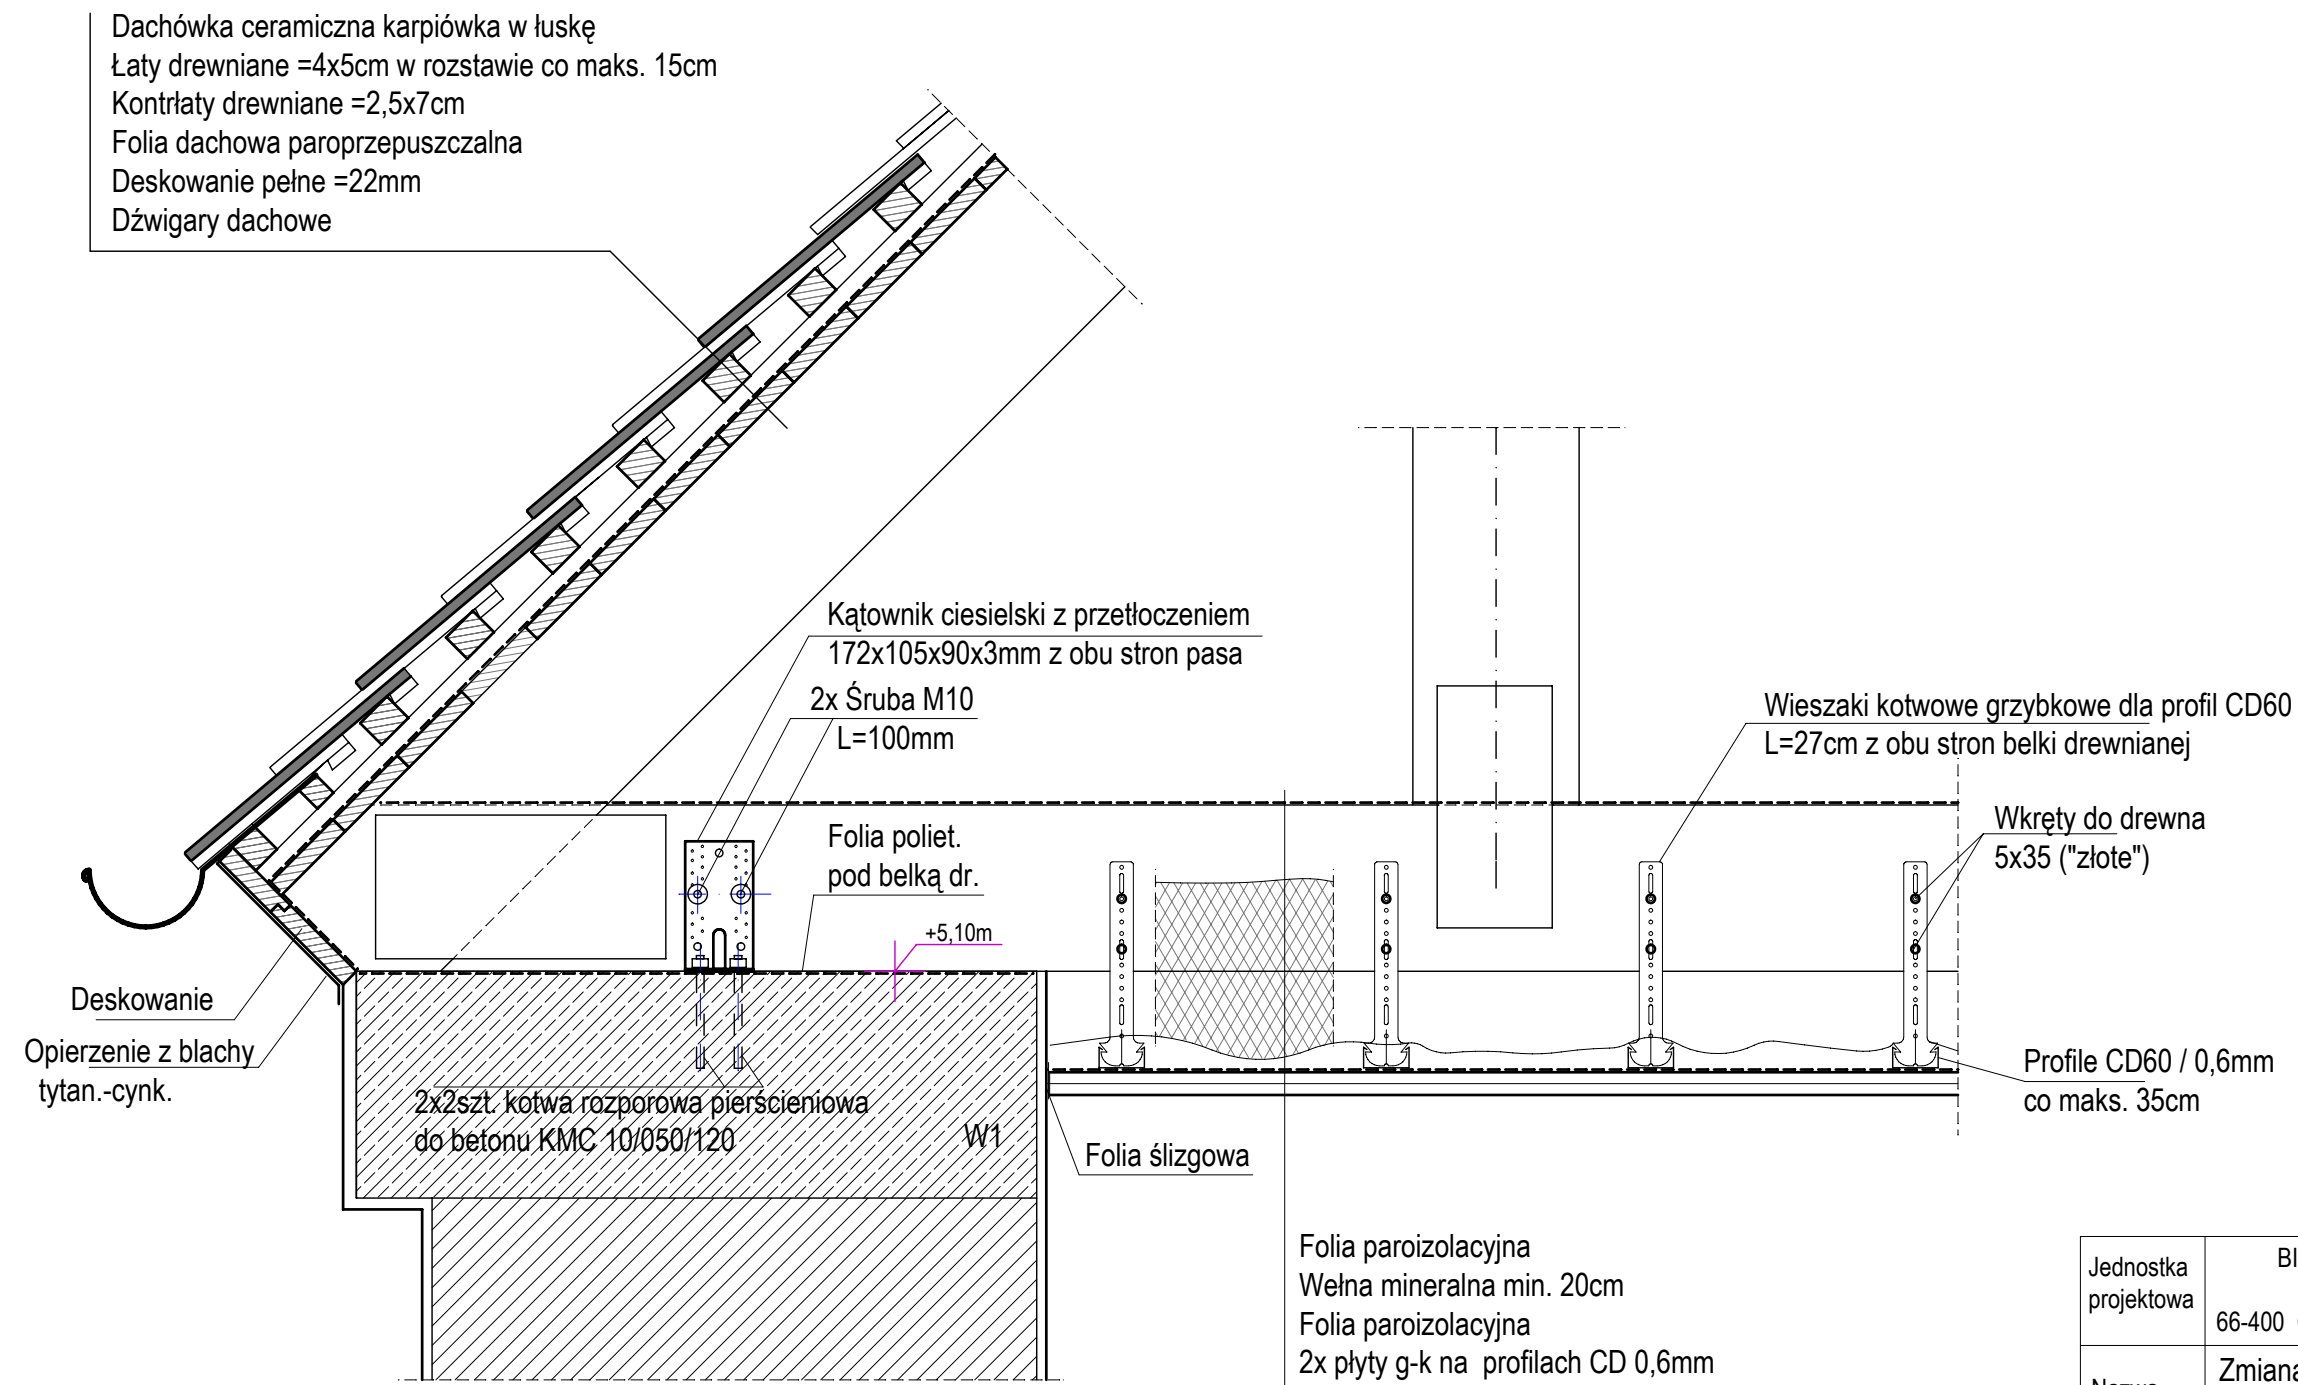 Dachówka ceramiczna karpiówka w łuskę
Łaty drewniane =4x5cm w rozstawie co maks. 15cm
Kontrłaty drewniane =2,5x7cm
Folia dachowa paroprzepuszczalna
Deskowanie pełne =22mm
Dźwigary dachowe
Kątownik ciesielski z przetłoczeniem
172x105x90x3mm z obu stron pasa
2x Śruba M10
L=100mm
Wieszaki kotwowe grzybkowe dla profil CD60
L=27cm z obu stron belki drewnianej
Wkręty do drewna
5x35 ("złote")
Folia poliet.
pod belką dr.
+5,10m
Deskowanie
Opierzenie z blachy
tytan.-cynk.
2x2szt. kotwa rozporowa pierścieniowa
do betonu KMC 10/050/120
W1
Folia ślizgowa
Profile CD60 / 0,6mm
co maks. 35cm
Folia paroizolacyjna
Wełna mineralna min. 20cm
Folia paroizolacyjna
2x płyty g-k na profilach CD 0,6mm
Jednostka
projektowa
66-400
Zmiana